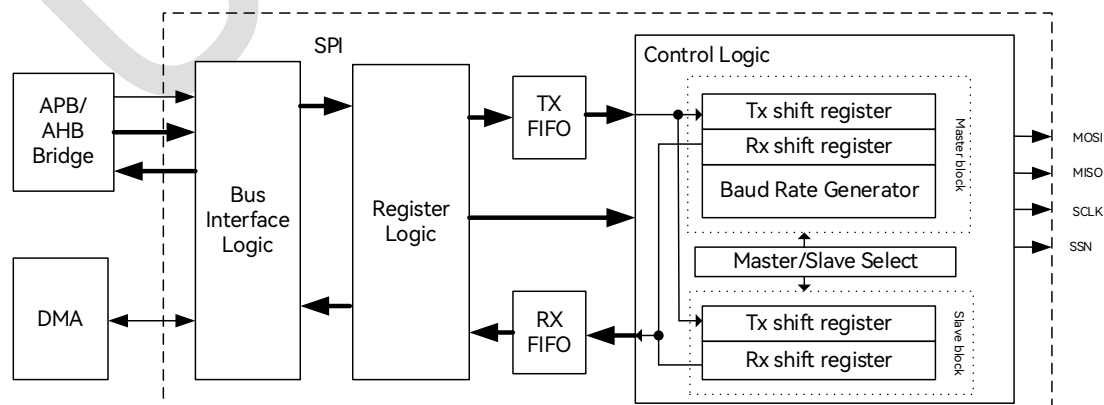 SPI
Control Logic
APB/
AHB
Bridge
Bus
Interface
Logic
Register
Logic
TX
FIFO
Tx shift register
Rx shift register
Baud Rate Generator
Master block
MOSI
MISO
SCLK
SSN
Master/Slave Select
DMA
RX
FIFO
Tx shift register
Rx shift register
Slave block